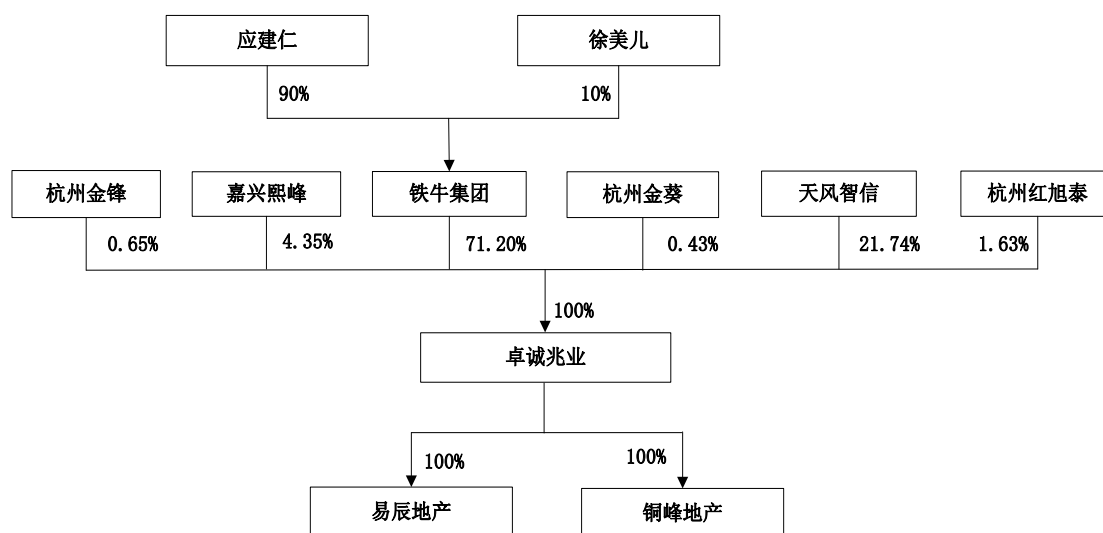 应建仁
徐美儿
90%
10%
杭州金锋
嘉兴熙峰
铁牛集团
杭州金葵
天风智信
杭州红旭泰
0.65%
4.35%
71.20%
0.43%
21.74%
1.63%
100%
卓诚兆业
100%
100%
易辰地产
铜峰地产